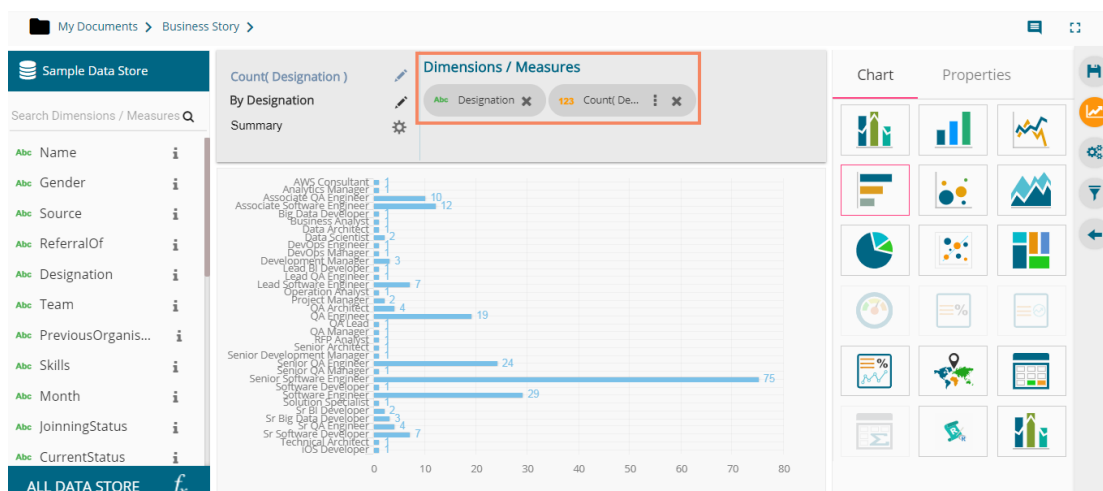 My Documents > Business Story >
Sample Data Store
Search Dimensions / Measures
Abc Name
Abc Gender
Abc Source
Abc ReferralOf
Abc Designation
Abc Team
Abc PreviousOrganis...
Abc Skills
Abc Month
Abc JoinningStatus
Abc CurrentStatus
ALL DATA STORE fx
Count( Designation )
By Designation
Summary
Dimensions / Measures
Abc Designation
123 Count( De...
AWS Consultant 1
Analytics Manager 1
Associate QA Engineer 10
Associate Software Engineer 12
Big Data Developer 1
Business Analyst 1
Data Architect 1
Data Scientist 2
DevOps Engineer 1
DevOps Manager 1
Development Manager 3
Lead BI Developer 1
Lead QA Engineer 1
Lead Software Engineer 7
Operation Analyst 1
Project Manager 2
QA Architect 4
QA Engineer 19
QA Lead 1
QA Manager 1
RFP Analyst 1
Senior Architect 1
Senior Development Manager 1
Senior QA Engineer 24
Senior QA Manager 1
Senior Software Engineer 75
Software Developer 1
Software Engineer 29
Solution Specialist 1
Sr BI Developer 2
Sr Big Data Developer 3
Sr QA Engineer 4
Sr Software Developer 7
Technical Architect 1
iOS Developer 1
0 10 20 30 40 50 60 70 80
Chart
Properties